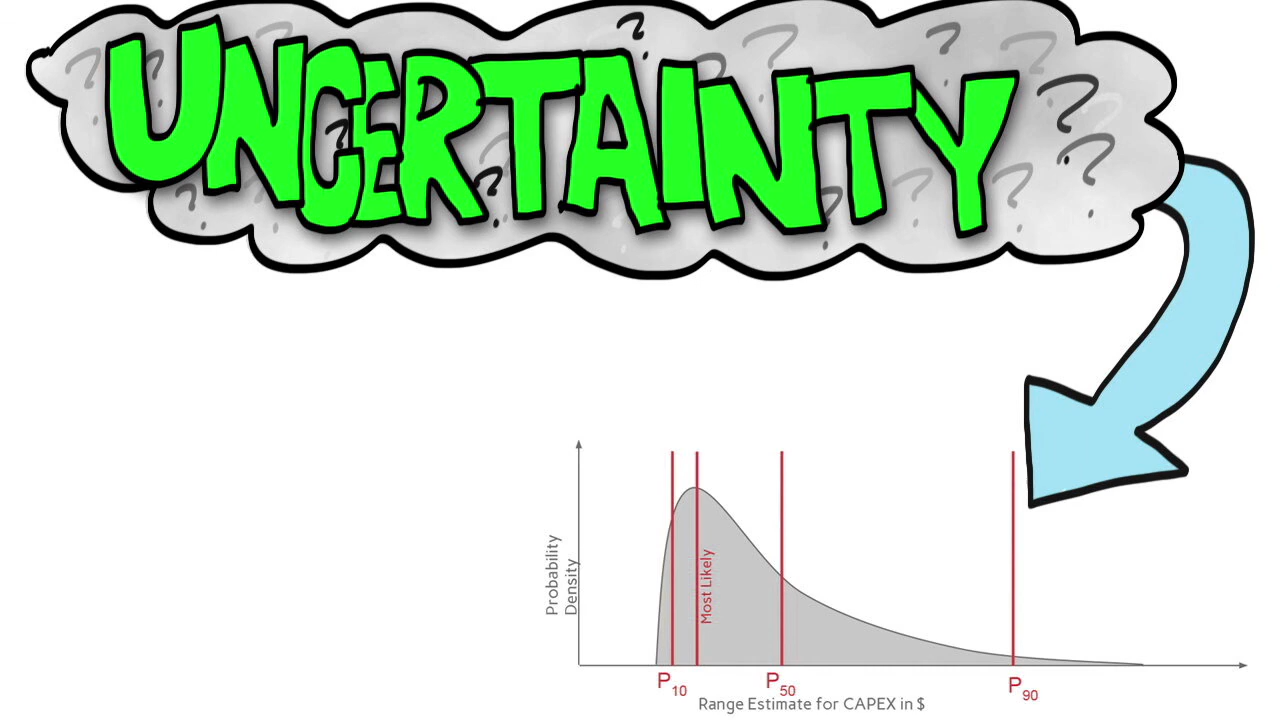 UNCERTAINTY
Probability
Density
Most Likely
P10
P50
P90
Range Estimate for CAPEX in $